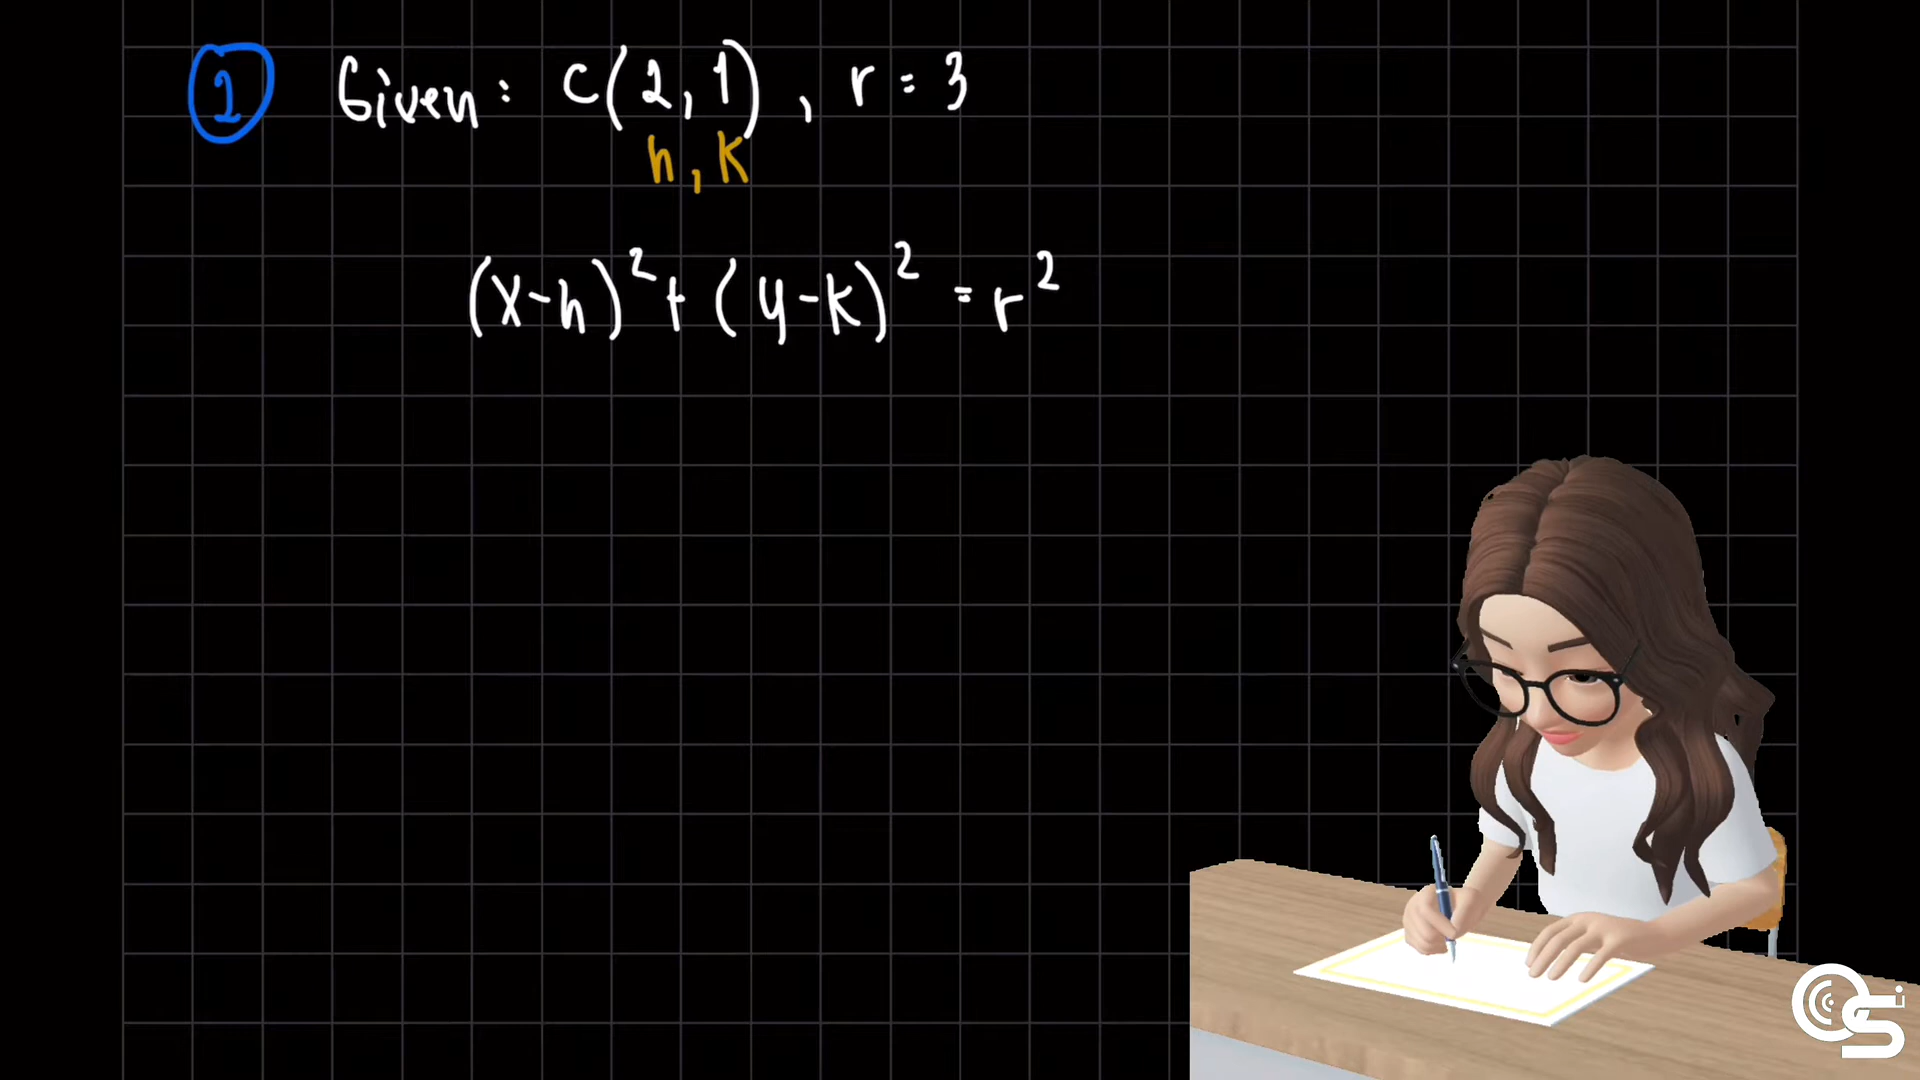 1 Given: C(2,1), r=3
h,k
(x-h)²+(y-k)²=r²